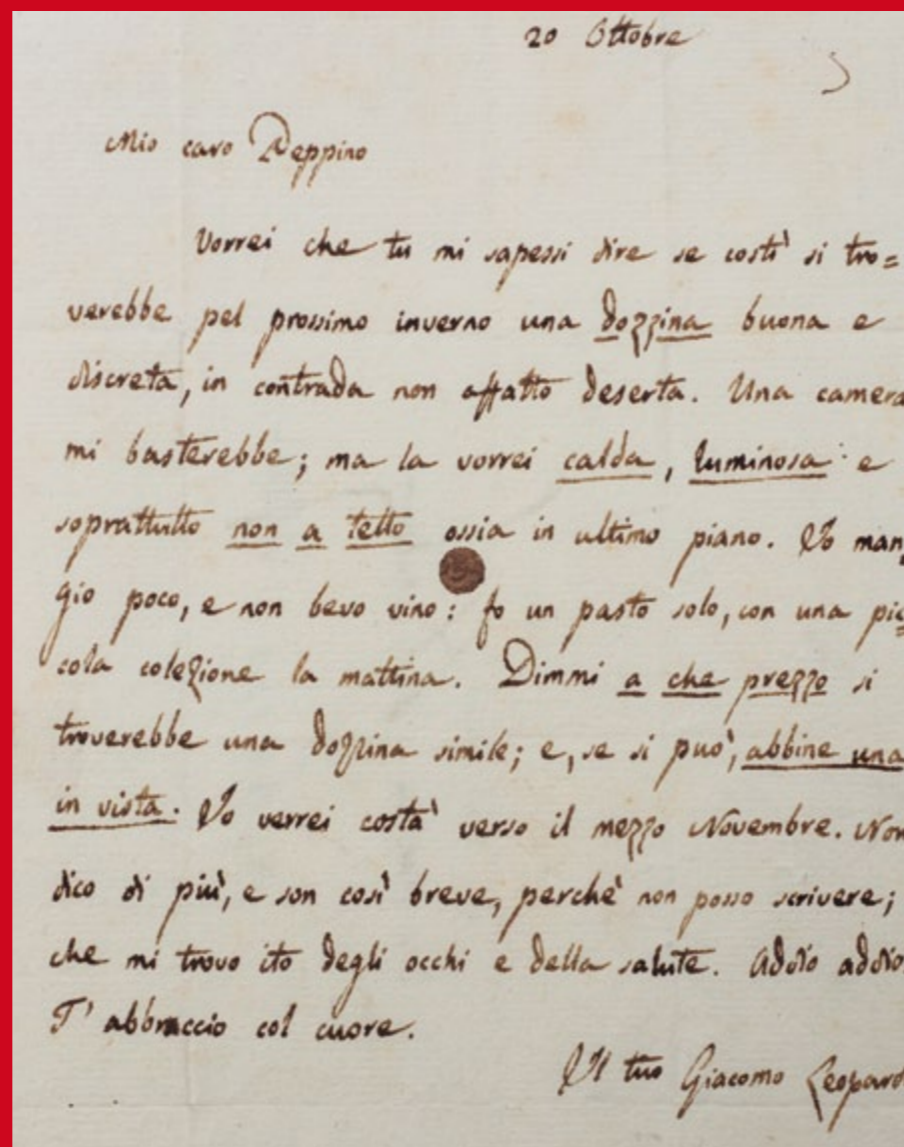 20 Ottobre
Mio caro Peppino
Vorrei che tu mi sapessi dire se costì si tro=
verebbe pel prossimo inverno una dozzina buona e
discreta, in contrada non affatto deserta. Una camera
mi basterebbe; ma la vorrei calda, luminosa e
soprattutto non a tetto ossia in ultimo piano. Io man
gio poco, e non bevo vino: fo un pasto solo, con una pic
cola colezione la mattina. Dimmi a che prezzo si
troverebbe una dozzina simile; e, se si può, abbine una
in vista. Io verrei costà verso il mezzo Novembre. Non
dico di più, e son così breve, perchè non posso scrivere;
che mi trovo ito degli occhi e della salute. Addio addio.
T' abbraccio col cuore.
Il tuo Giacomo Leopard